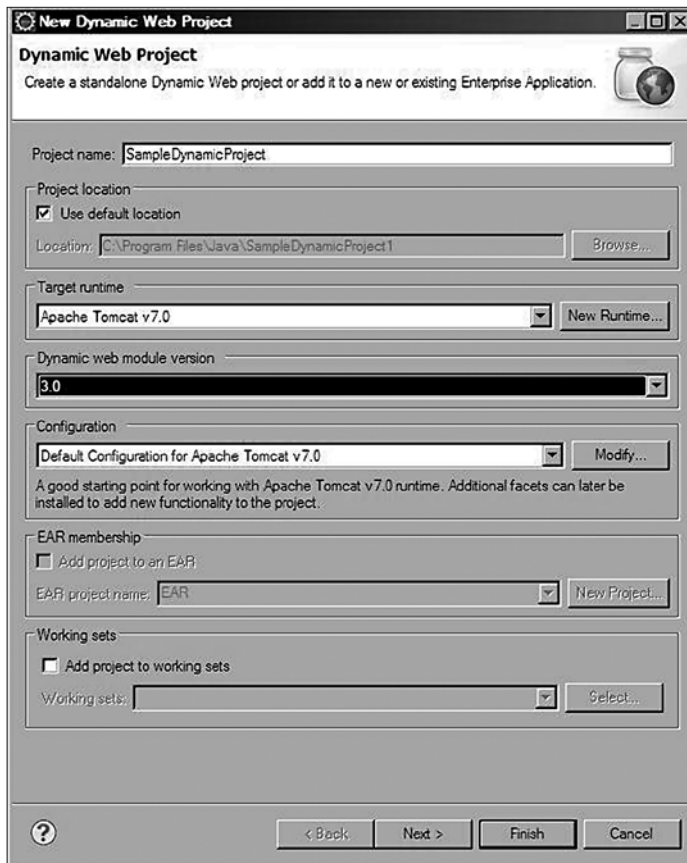 New Dynamic Web Project
Dynamic Web Project
Create a standalone Dynamic Web project or add it to a new or existing Enterprise Application.
Project name: SampleDynamicProject
Project location
Use default location
Location: C:\Program Files\Java\SampleDynamicProject1 Browse...
Target runtime
Apache Tomcat v7.0 New Runtime...
Dynamic web module version
3.0
Configuration
Default Configuration for Apache Tomcat v7.0 Modify...
A good starting point for working with Apache Tomcat v7.0 runtime. Additional facets can later be
installed to add new functionality to the project.
EAR membership
Add project to an EAR
EAR project name: EAR New Project...
Working sets
Add project to working sets
Working sets: Select...
? < Back Next > Finish Cancel